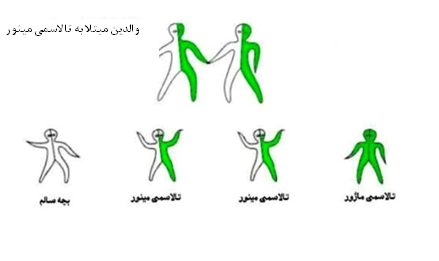 والدین مبتلا به تالاسمی مینور
تالاسمی ماژور
تالاسمی مینور
تالاسمی مینور
بچه سالم